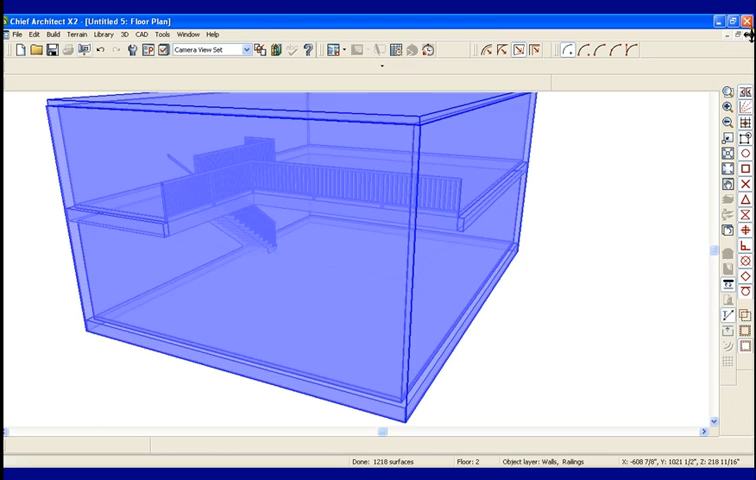 Chief Architect X2 - [Untitled 5: Floor Plan]
File Edit Build Terrain Library 3D CAD Tools Window Help
Camera View Set
Done: 1218 surfaces Floor: 2 Object layer: Walls, Railings X: -608 7/8", Y: 1021 1/2", Z: 218 11/16"